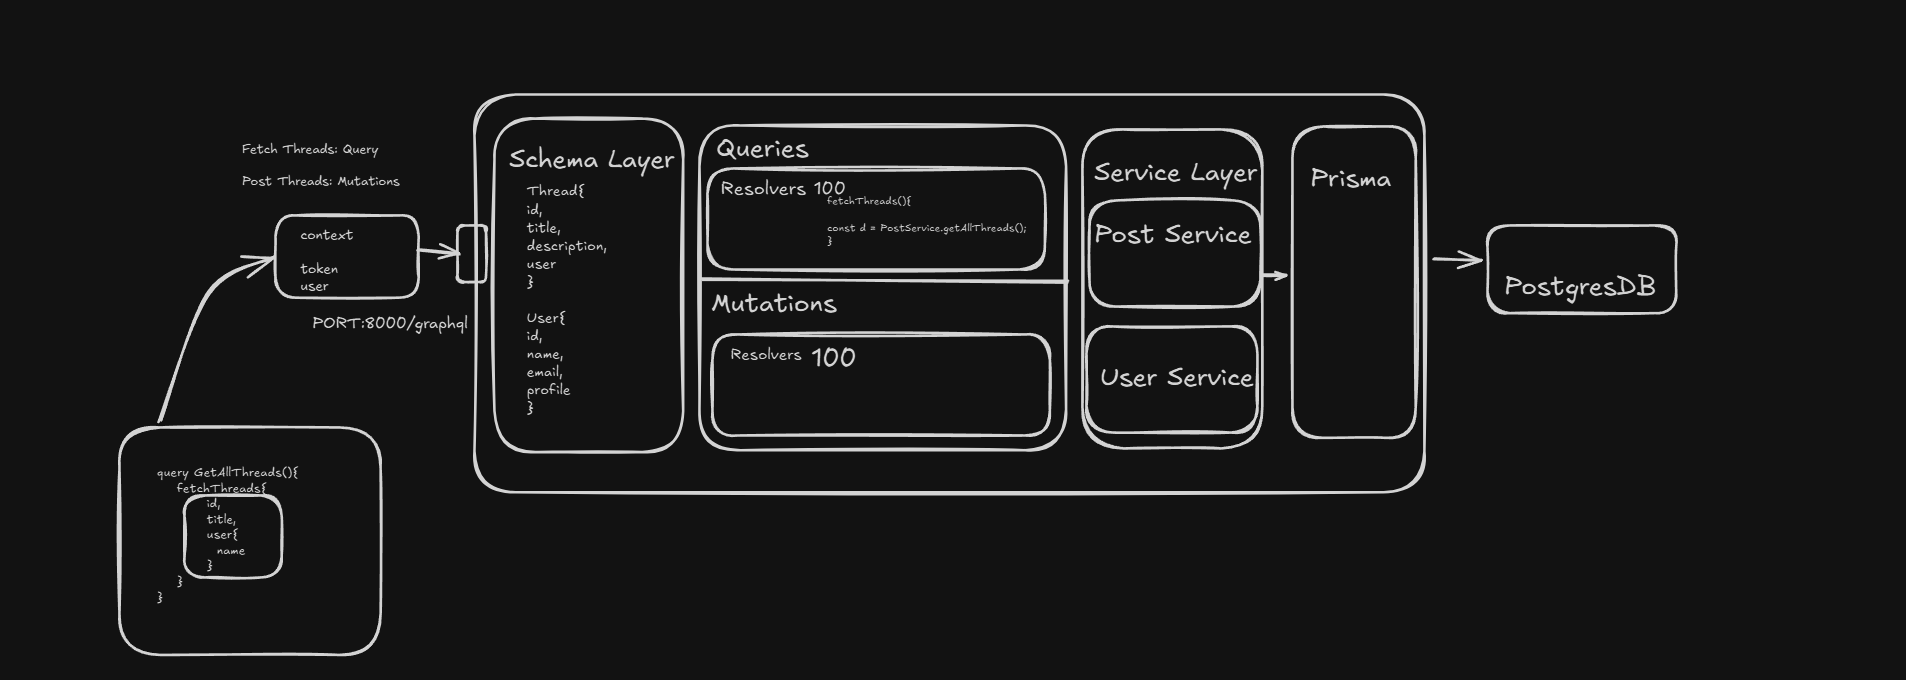 Fetch Threads: Query
Post Threads: Mutations
context
token
user
PORT:8000/graphql
query GetAllThreads(){
fetchThreads{
id,
title,
user{
name
}
}
}
Schema Layer
Thread{
id,
title,
description,
user
}
User{
id,
name,
email,
profile
}
Queries
Resolvers 100
fetchThreads(){
const d = PostService.getAllThreads();
}
Mutations
Resolvers 100
Service Layer
Post Service
User Service
Prisma
PostgresDB